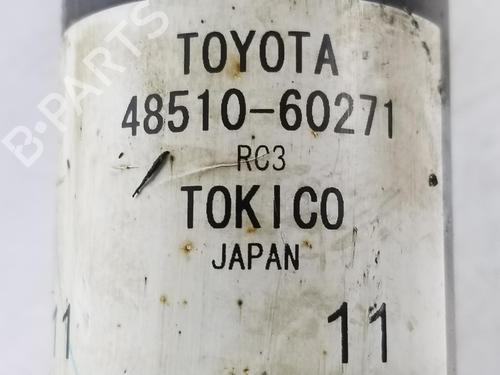 TOYOTA
48510-60271
RC3
TOKICO
JAPAN
11 11
B-PARTS